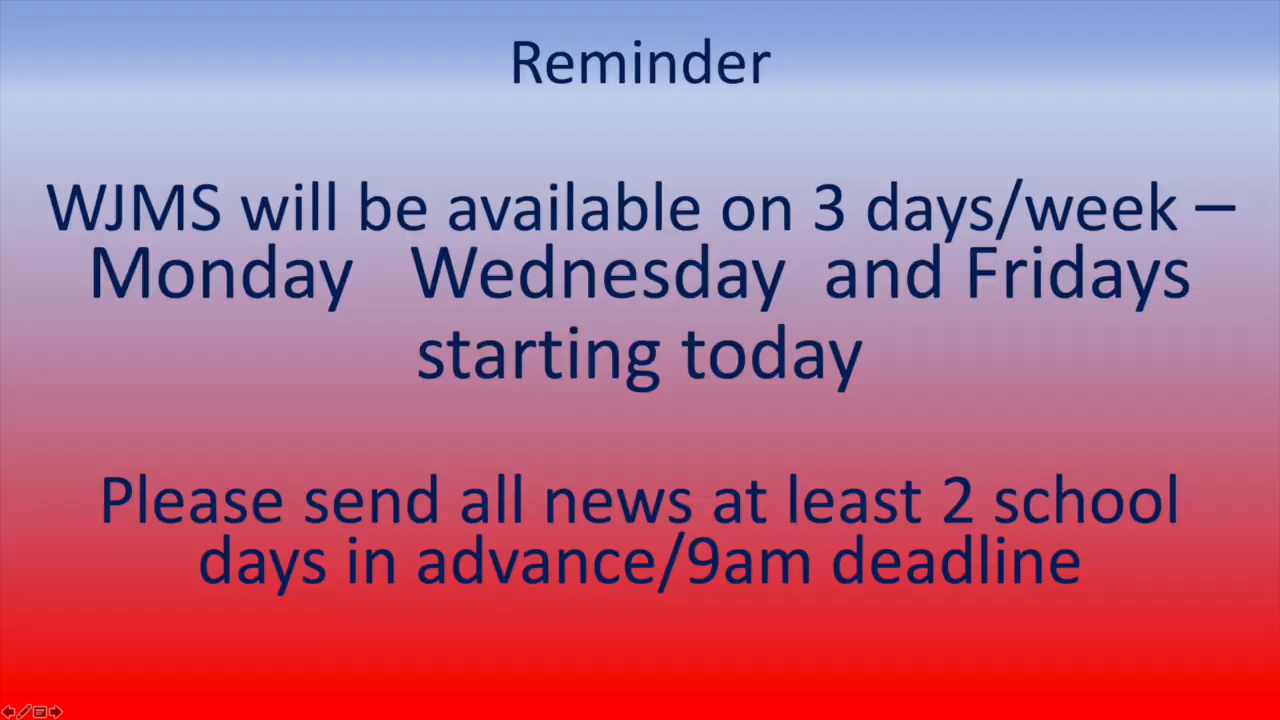 Reminder
WJMS will be available on 3 days/week –
Monday   Wednesday  and Fridays
starting today
Please send all news at least 2 school
days in advance/9am deadline